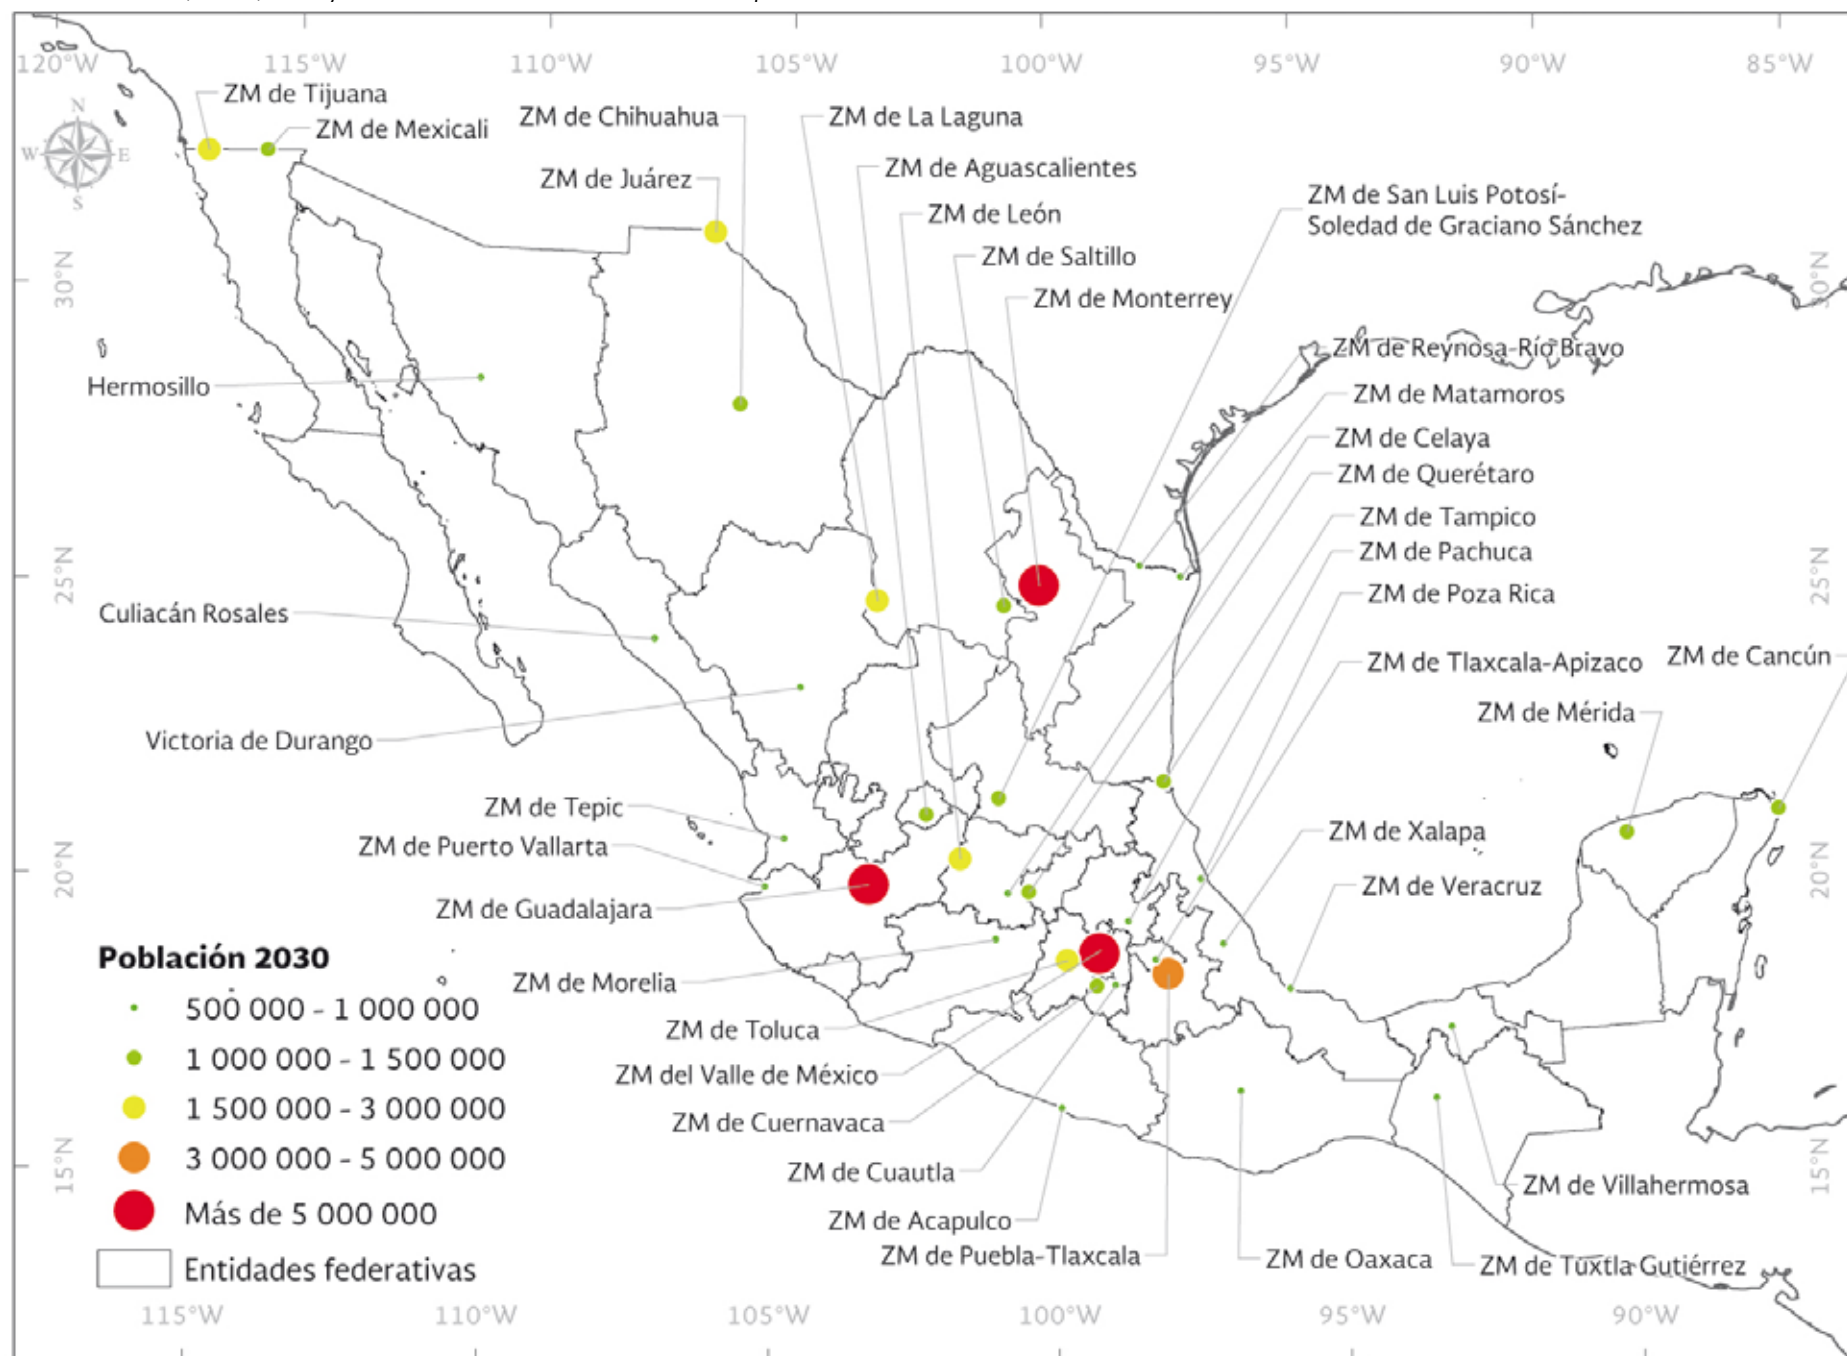 120°W 115°W 110°W 105°W 100°W 95°W 90°W 85°W
N
W E
S
ZM de Tijuana
ZM de Mexicali
ZM de Chihuahua
ZM de Juárez
ZM de La Laguna
ZM de Aguascalientes
ZM de León
ZM de Saltillo
ZM de Monterrey
ZM de San Luis Potosí-
Soledad de Graciano Sánchez
30°N
30°N
ZM de Reynosa-Río Bravo
ZM de Matamoros
ZM de Celaya
ZM de Querétaro
ZM de Tampico
ZM de Pachuca
ZM de Poza Rica
ZM de Tlaxcala-Apizaco
ZM de Cancún
ZM de Mérida
Hermosillo
25°N
25°N
Culiacán Rosales
Victoria de Durango
ZM de Tepic
ZM de Puerto Vallarta
ZM de Guadalajara
ZM de Morelia
ZM de Toluca
ZM del Valle de México
ZM de Cuernavaca
ZM de Cuautla
ZM de Acapulco
ZM de Puebla-Tlaxcala
ZM de Xalapa
ZM de Veracruz
20°N
20°N
ZM de Villahermosa
ZM de Oaxaca
ZM de Tuxtla Gutiérrez
15°N
15°N
Población 2030
500 000 - 1 000 000
1 000 000 - 1 500 000
1 500 000 - 3 000 000
3 000 000 - 5 000 000
Más de 5 000 000
Entidades federativas
115°W 110°W 105°W 100°W 95°W 90°W